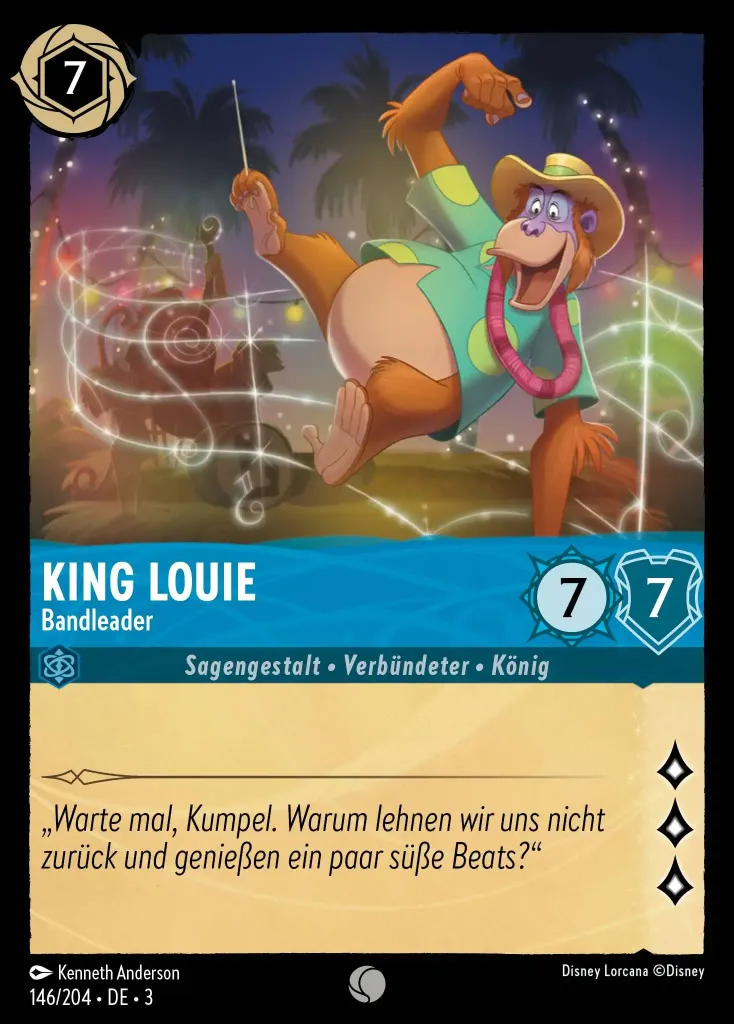 7
KING LOUIE
Bandleader
7
7
Sagengestalt • Verbündeter • König
„Warte mal, Kumpel. Warum lehnen wir uns nicht
zurück und genießen ein paar süße Beats?“
Kenneth Anderson
Disney Lorcana ©Disney
146/204 • DE • 3